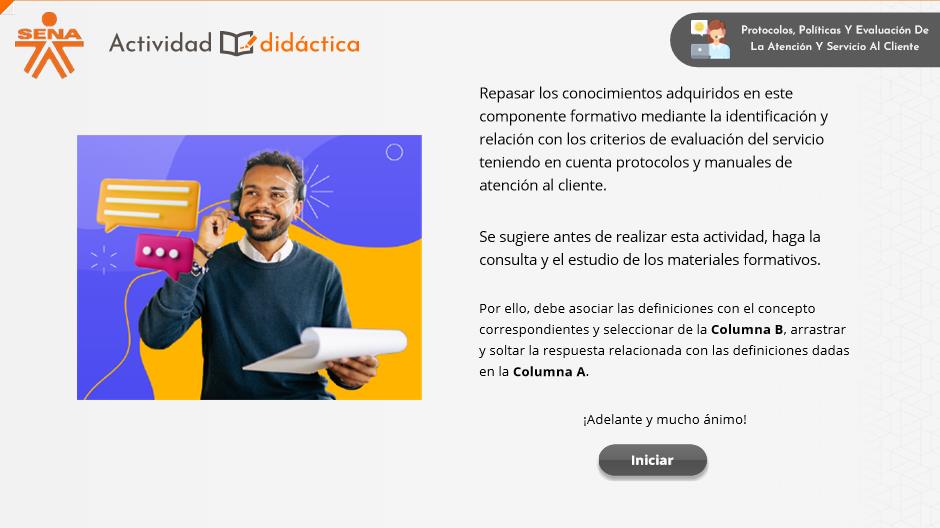 SENA
Actividad didáctica
Protocolos, Políticas Y Evaluación De
La Atención Y Servicio Al Cliente
Repasar los conocimientos adquiridos en este
componente formativo mediante la identificación y
relación con los criterios de evaluación del servicio
teniendo en cuenta protocolos y manuales de
atención al cliente.
Se sugiere antes de realizar esta actividad, haga la
consulta y el estudio de los materiales formativos.
Por ello, debe asociar las definiciones con el concepto
correspondientes y seleccionar de la Columna B, arrastrar
y soltar la respuesta relacionada con las definiciones dadas
en la Columna A.
¡Adelante y mucho ánimo!
Iniciar